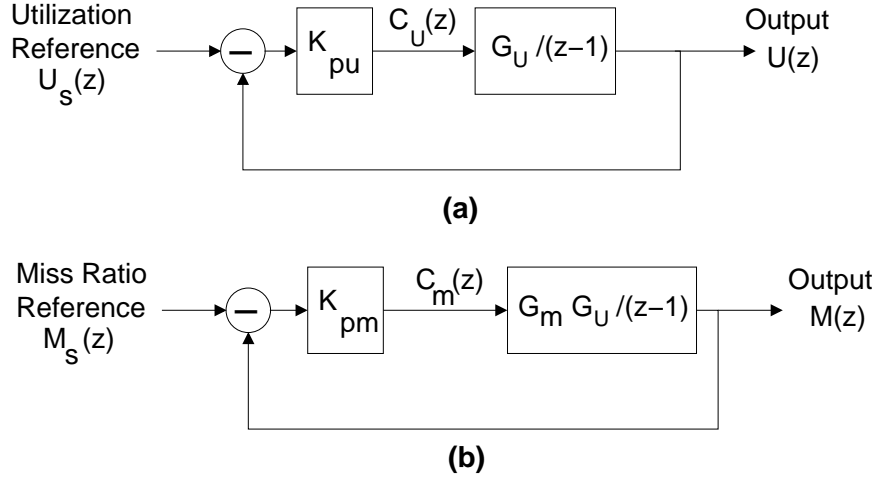 Utilization
Reference
U_s(z)
−
K_pu
C_U(z)
G_U /(z−1)
Output
U(z)
(a)
Miss Ratio
Reference
M_s(z)
−
K_pm
C_m(z)
G_m G_U /(z−1)
Output
M(z)
(b)